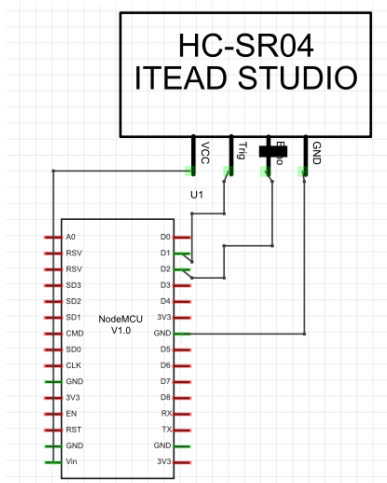 HC-SR04
ITEAD STUDIO
VCC
Trig
GND
U1
A0
RSV
RSV
SD3
SD2
SD1
CMD
SD0
CLK
GND
3V3
EN
RST
GND
Vin
NodeMCU
V1.0
D0
D1
D2
D3
D4
3V3
GND
D5
D6
D7
D8
RX
TX
GND
3V3